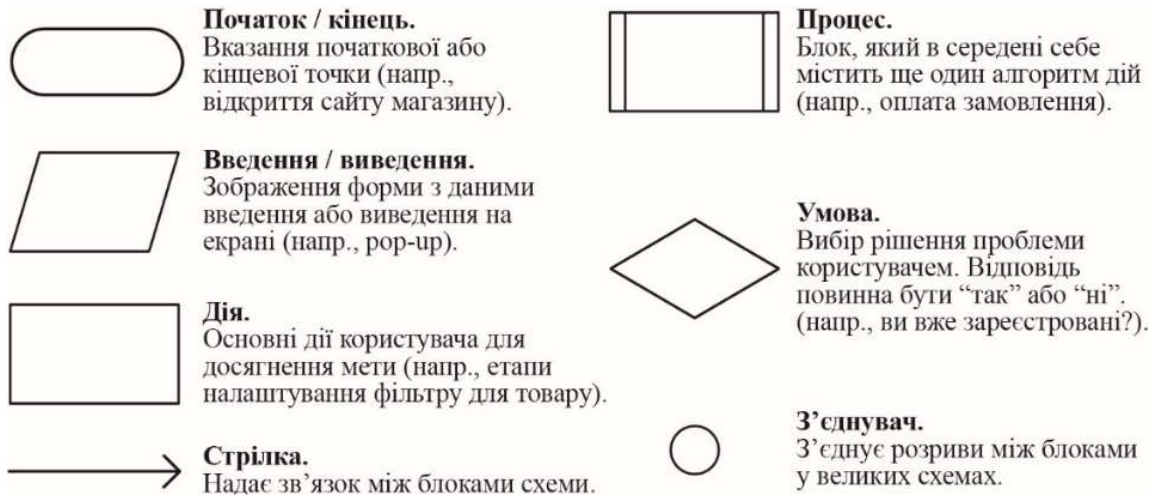 Початок / кінець.
Вказання початкової або
кінцевої точки (напр.,
відкриття сайту магазину).
Введення / виведення.
Зображення форми з даними
введення або виведення на
екрані (напр., pop-up).
Дія.
Основні дії користувача для
досягнення мети (напр., етапи
налаштування фільтру для товару).
Стрілка.
Надає зв’язок між блоками схеми.
Процес.
Блок, який в середені себе
містить ще один алгоритм дій
(напр., оплата замовлення).
Умова.
Вибір рішення проблеми
користувачем. Відповідь
повинна бути “так” або “ні”.
(напр., ви вже зареєстровані?).
З’єднувач.
З’єднує розриви між блоками
у великих схемах.